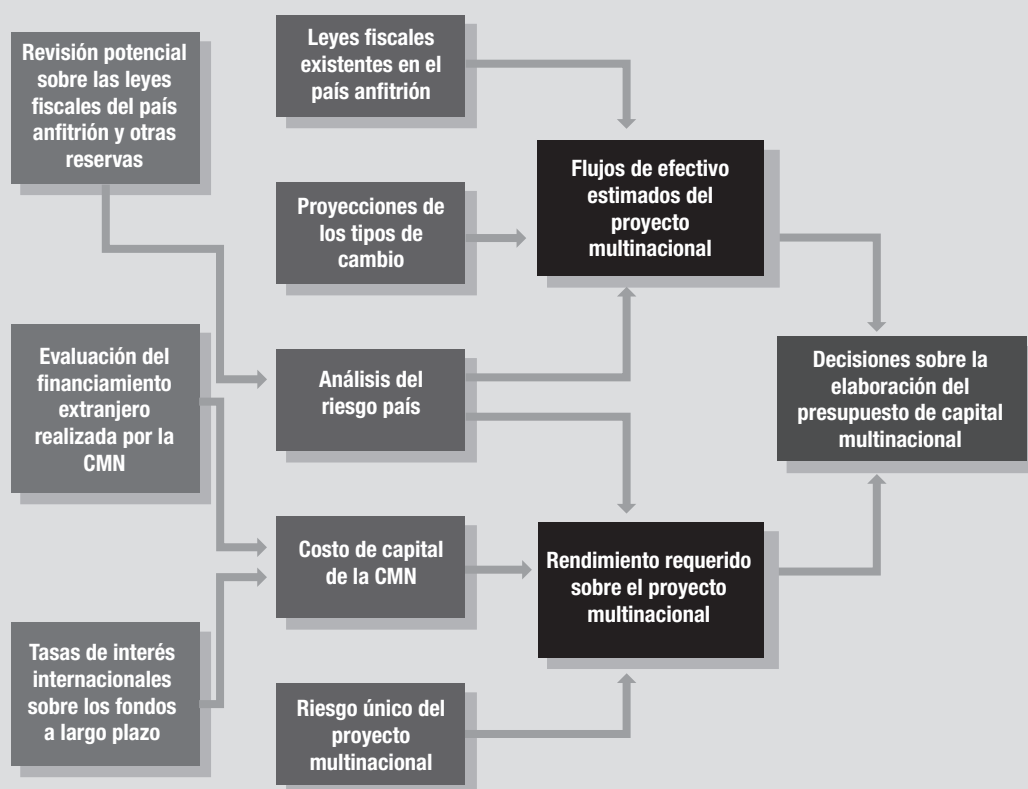 Revisión potencial
sobre las leyes
fiscales del país
anfitrión y otras
reservas
Evaluación del
financiamiento
extranjero
realizada por la
CMN
Tasas de interés
internacionales
sobre los fondos
a largo plazo
Leyes fiscales
existentes en el
país anfitrión
Proyecciones de
los tipos de
cambio
Análisis del
riesgo país
Costo de capital
de la CMN
Riesgo único del
proyecto
multinacional
Flujos de efectivo
estimados del
proyecto
multinacional
Rendimiento requerido
sobre el proyecto
multinacional
Decisiones sobre la
elaboración del
presupuesto de capital
multinacional